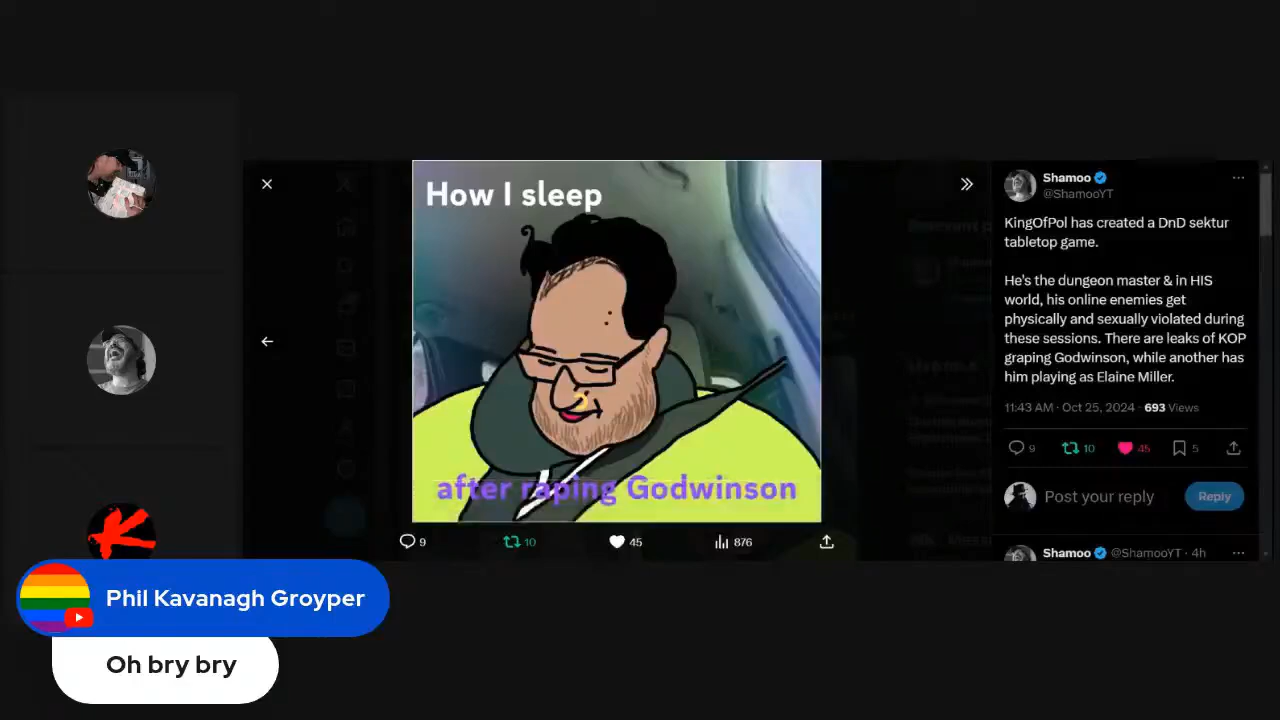 How I sleep
after raping Godwinson
9
10
45
876
Shamoo
@ShamooYT
KingOfPol has created a DnD sektur
tabletop game.
He's the dungeon master & in HIS
world, his online enemies get
physically and sexually violated during
these sessions. There are leaks of KOP
graping Godwinson, while another has
him playing as Elaine Miller.
11:43 AM · Oct 25, 2024 · 693 Views
9
10
45
5
Post your reply
Reply
Shamoo @ShamooYT · 4h
Phil Kavanagh Groyper
Oh bry bry